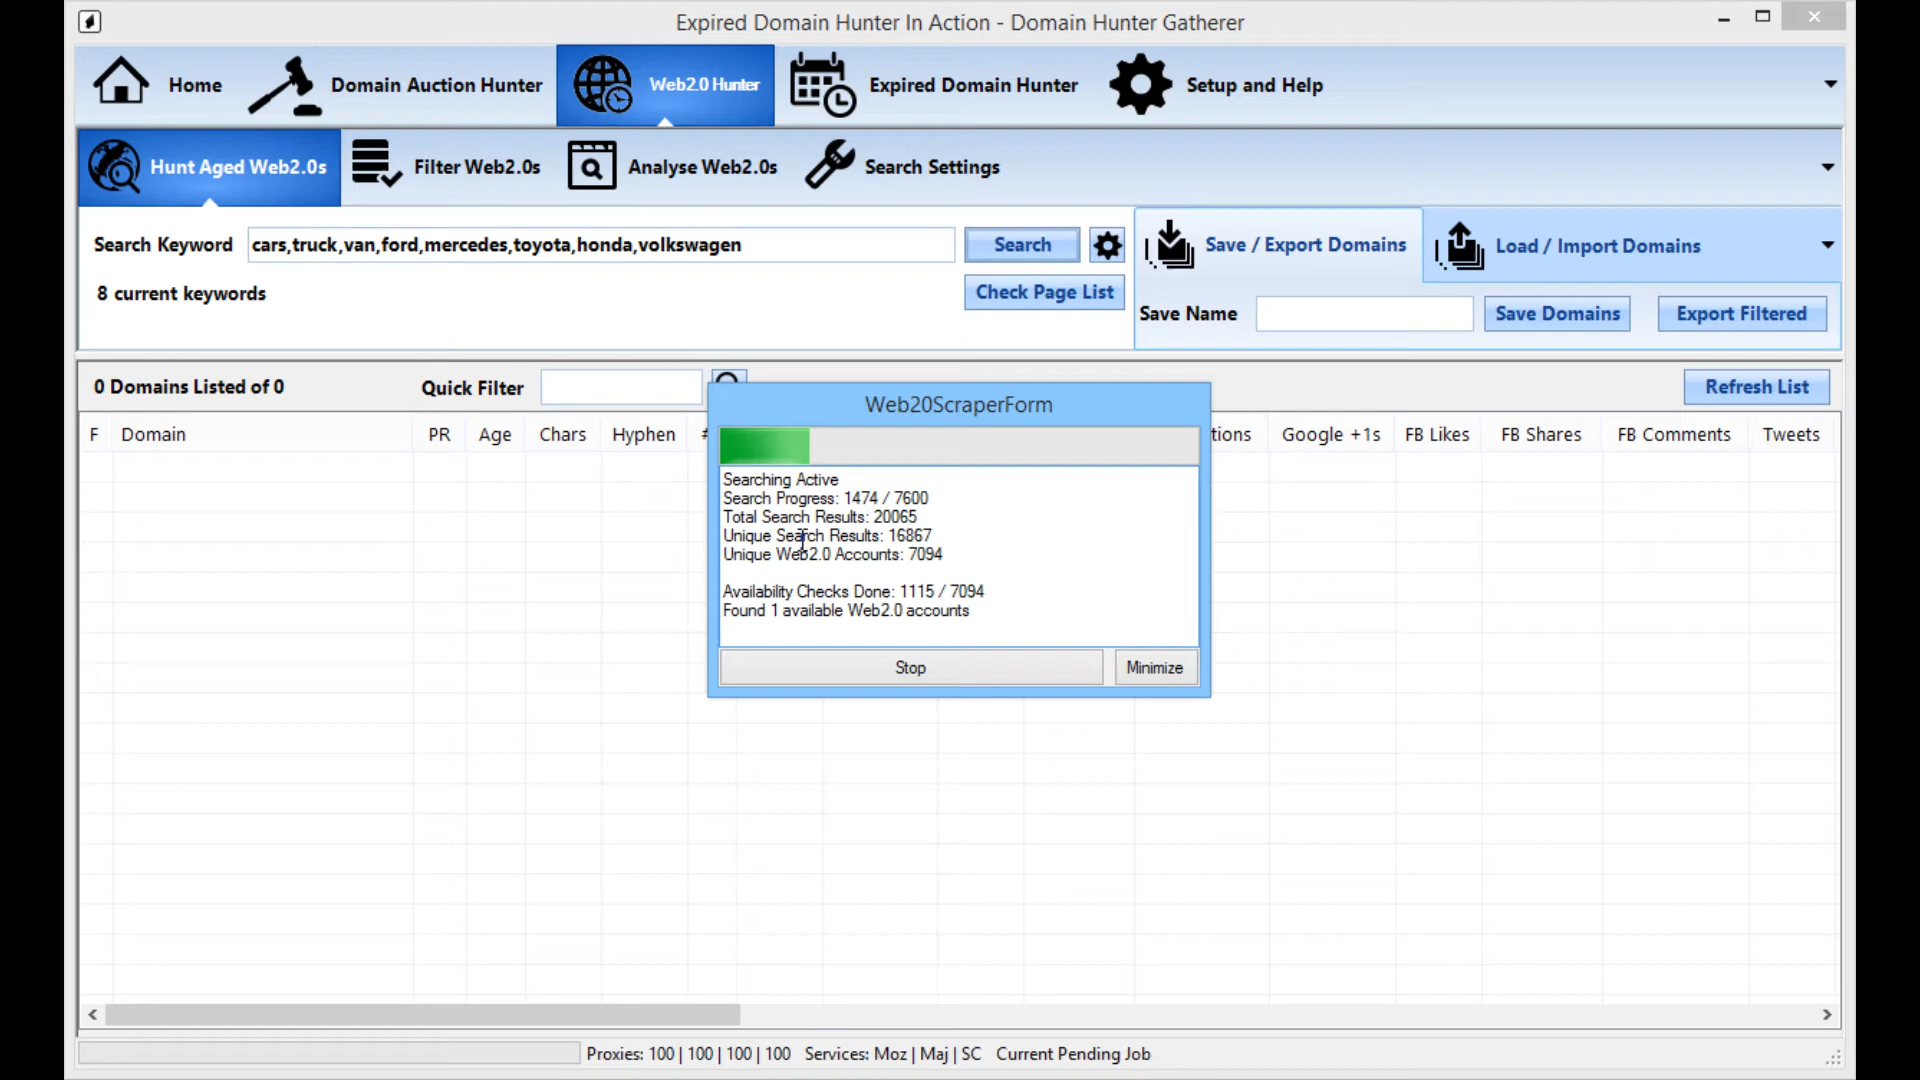 Expired Domain Hunter In Action - Domain Hunter Gatherer
Home
Domain Auction Hunter
Web2.0 Hunter
Expired Domain Hunter
Setup and Help
Hunt Aged Web2.0s
Filter Web2.0s
Analyse Web2.0s
Search Settings
Search Keyword
cars,truck,van,ford,mercedes,toyota,honda,volkswagen
Search
Save / Export Domains
Load / Import Domains
8 current keywords
Check Page List
Save Name
Save Domains
Export Filtered
0 Domains Listed of 0
Quick Filter
Refresh List
F
Domain
PR
Age
Chars
Hyphen
tions
Google +1s
FB Likes
FB Shares
FB Comments
Tweets
Web20ScraperForm
Searching Active
Search Progress: 1474 / 7600
Total Search Results: 20065
Unique Search Results: 16867
Unique Web2.0 Accounts: 7094
Availability Checks Done: 1115 / 7094
Found 1 available Web2.0 accounts
Stop
Minimize
Proxies: 100 | 100 | 100 | 100
Services: Moz | Maj | SC
Current Pending Job